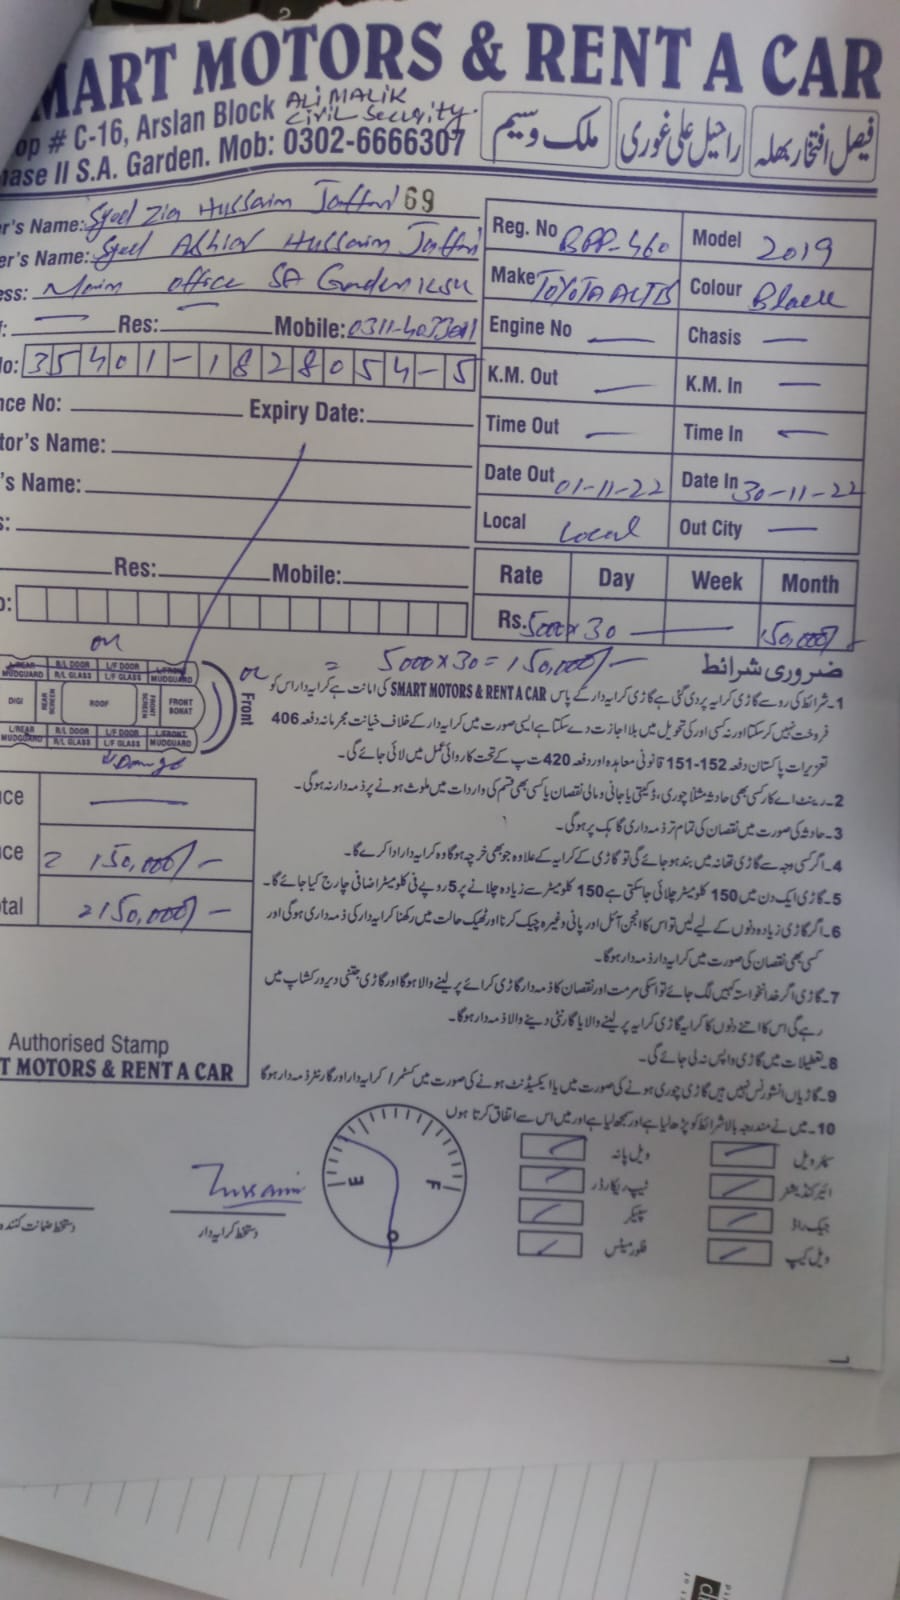 MART MOTORS & RENT A CAR
op # C-16, Arslan Block ALI MALIK
Civil Security
hase II S.A. Garden. Mob: 0302-6666307
ملک وسیم راحیل علی غوری فیصل افتخار بھلہ
69
er's Name: Syed Zia Hussain Jaffri
er's Name: Syed Hussain Jaffri
ess: Main office SA Garden
Res: Mobile:
o: 35401-1828054-5
nce No: Expiry Date:
tor's Name:
's Name:
s:
Res: Mobile:
o:
Reg. No BPP-460 Model 2019
Make TOYOTA ALTIS Colour Black
Engine No — Chasis —
K.M. Out — K.M. In —
Time Out — Time In —
Date Out 01-11-22 Date In 30-11-22
Local Local Out City —
Rate Day Week Month
Rs. 5000 x 30 — 150,000/-
= 5000 x 30 = 150,000/-
L/REAR MUDGUARD R/L DOOR R/L GLASS L/F DOOR L/F GLASS L/FRONT MUDGUARD
DIGI REAR SCREEN ROOF FRONT SCREEN FRONT BONAT
L/REAR MUDGUARD R/L DOOR R/L GLASS L/F DOOR L/F GLASS L/FRONT MUDGUARD
Front
ضروری شرائط
1۔شرائط کی رو سے گاڑی کرایہ پر دی گئی ہے گاڑی کرایہ دار کے پاس SMART MOTORS & RENT A CAR کی امانت ہے کرایہ دار اس کو
فروخت نہیں کر سکتا اور نہ کسی اور کی تحویل میں بلا اجازت دے سکتا ہے ایسی صورت میں کرایہ دار کے خلاف خیانت مجرمانہ دفعہ 406
تعزیرات پاکستان دفعہ 152-151 قانونی معاہدہ اور دفعہ 420 ت پ کے تحت کاروائی عمل میں لائی جائے گی۔
2۔رینٹ اے کار کسی بھی حادثہ مثلا چوری، ڈکیتی یا جانی و مالی نقصان یا کسی بھی قسم کی واردات میں ملوث ہونے پر ذمہ دار نہ ہوگی۔
3۔حادثہ کی صورت میں نقصان کی تمام تر ذمہ داری گاہک پر ہوگی۔
4۔اگر کسی وجہ سے گاڑی تھانہ میں بند ہو جائے گی تو گاڑی کے کرایہ کے علاوہ جو بھی خرچہ ہوگا وہ کرایہ دار ادا کرے گا۔
5۔گاڑی ایک دن میں 150 کلومیٹر چلائی جا سکتی ہے 150 کلومیٹر سے زیادہ چلانے پر 5 روپے فی کلومیٹر اضافی چارج کیا جائے گا۔
6۔اگر گاڑی زیادہ دنوں کے لیے لیں تو اس کا انجن آئل اور پانی وغیرہ چیک کرنا اور ٹھیک حالت میں رکھنا کرایہ دار کی ذمہ داری ہوگی اور
کسی بھی نقصان کی صورت میں کرایہ دار ذمہ دار ہوگا۔
7۔گاڑی اگر خدانخواستہ کہیں لگ جائے تو اسکی مرمت اور نقصان کا ذمہ دار گاڑی کرائے پر لینے والا ہوگا اور گاڑی جتنی دیر ورکشاپ میں
رہے گی اس کا اتنے دنوں کا کرایہ گاڑی کرایہ پر لینے والا یا گارنٹی دینے والا ذمہ دار ہوگا۔
8۔تعطیلات میں گاڑی واپس نہ لی جائے گی۔
9۔گاڑیاں انشورنس نہیں ہیں گاڑی چوری ہونے کی صورت میں یا ایکسیڈنٹ ہونے کی صورت میں کسٹمر / کرایہ دار اور گارنٹر ذمہ دار ہوگا
10۔میں نے مندرجہ بالا شرائط کو پڑھ لیا ہے اور سمجھ لیا ہے اور میں اس سے اتفاق کرتا ہوں
nce —
nce = 150,000/-
otal = 150,000/-
Authorised Stamp
T MOTORS & RENT A CAR
E F
سپئر ویل ویل پانہ
ائیر کنڈیشنر ٹیپ ریکارڈر
جیک راڈ سپیکر
ویل کیپ فلور میٹس
Hussain
دستخط کرایہ دار
دستخط ضمانت کنندہ